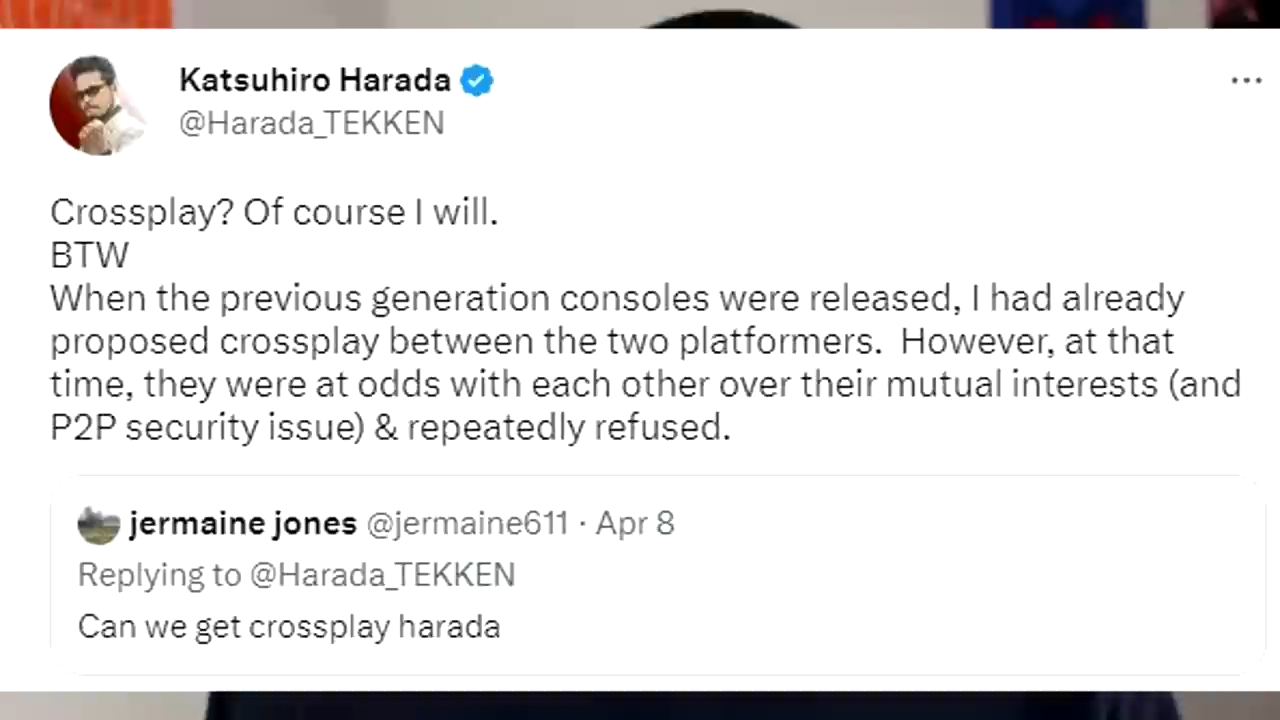 Katsuhiro Harada
@Harada_TEKKEN
Crossplay? Of course I will.
BTW
When the previous generation consoles were released, I had already
proposed crossplay between the two platformers.  However, at that
time, they were at odds with each other over their mutual interests (and
P2P security issue) & repeatedly refused.
jermaine jones @jermaine611 · Apr 8
Replying to @Harada_TEKKEN
Can we get crossplay harada